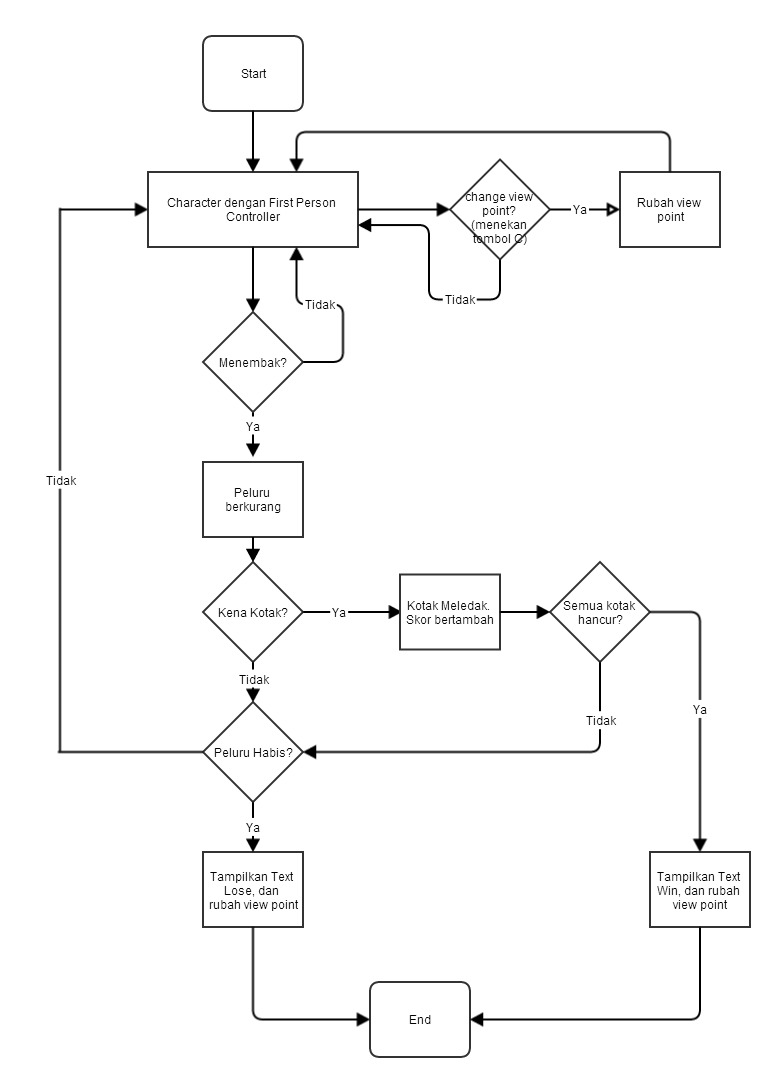 Start
Character dengan First Person
Controller
change view
point?
(menekan
tombol C)
Ya
Rubah view
point
Tidak
Tidak
Menembak?
Ya
Tidak
Peluru
berkurang
Kena Kotak?
Ya
Kotak Meledak.
Skor bertambah
Semua kotak
hancur?
Tidak
Ya
Tidak
Peluru Habis?
Ya
Tampilkan Text
Lose, dan
rubah view point
Tampilkan Text
Win, dan rubah
view point
End